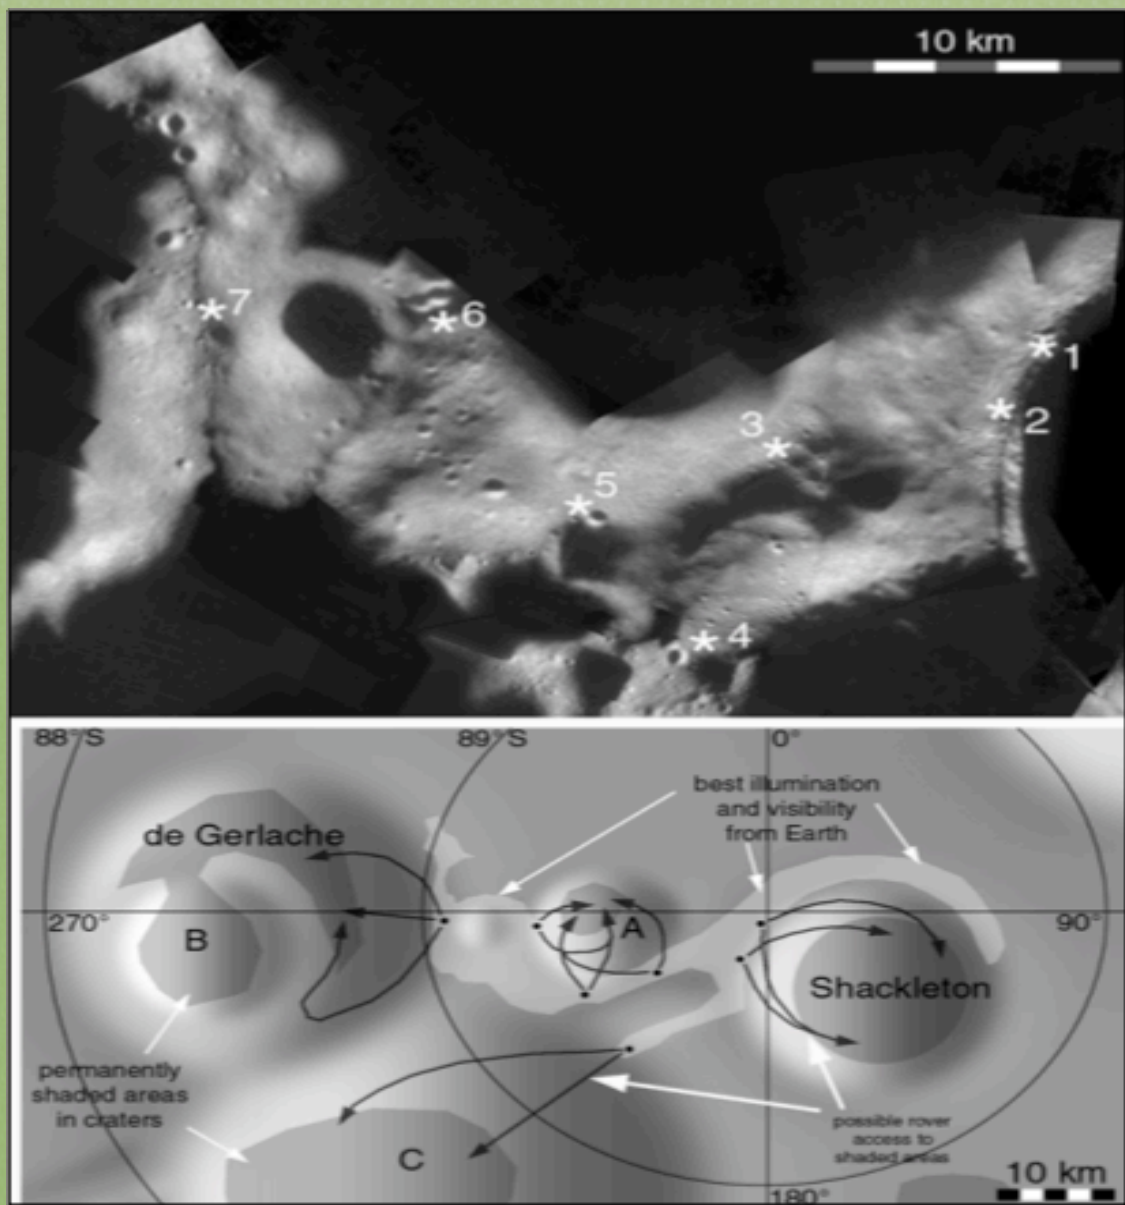 10 km
7
6
1
2
3
5
4
88°S
89°S
0°
best illumination
and visibility
from Earth
de Gerlache
270°
B
A
90°
Shackleton
permanently
shaded areas
in craters
possible rover
access to
shaded areas
C
10 km
180°